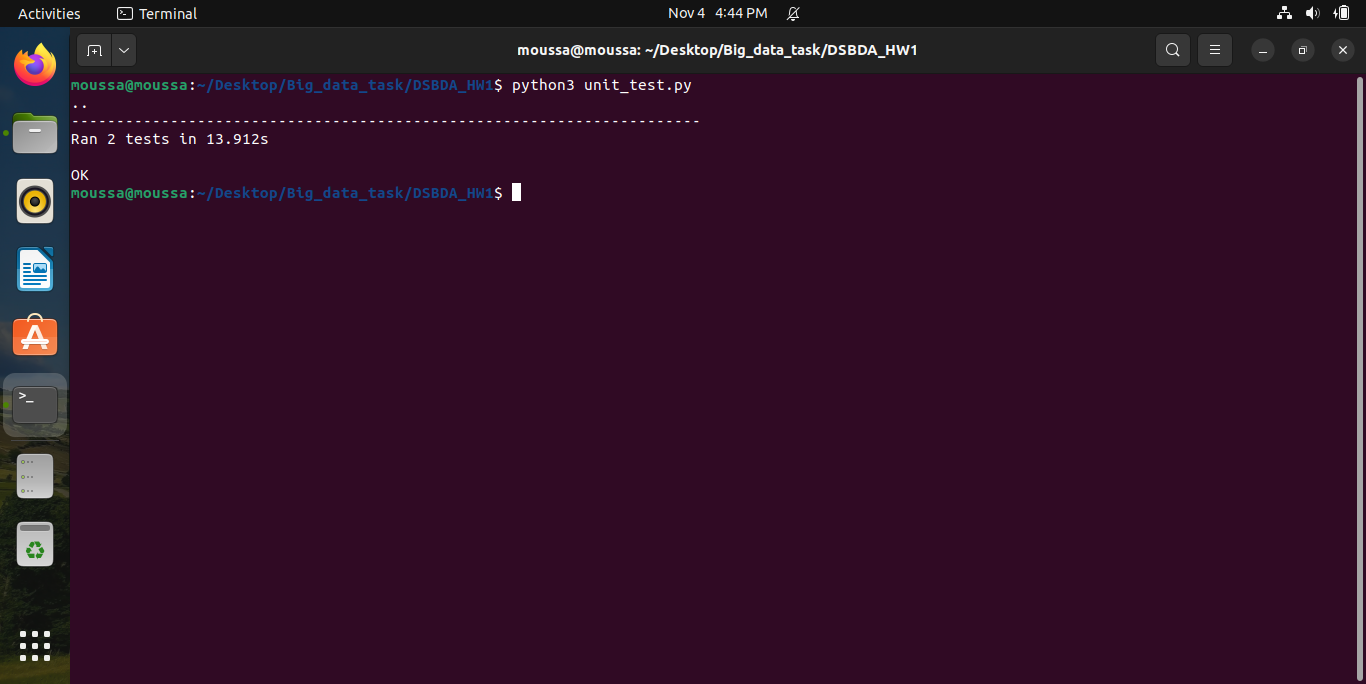 Activities
Terminal
Nov 4 4:44 PM
moussa@moussa: ~/Desktop/Big_data_task/DSBDA_HW1
moussa@moussa:~/Desktop/Big_data_task/DSBDA_HW1$ python3 unit_test.py
..
----------------------------------------------------------------------
Ran 2 tests in 13.912s
OK
moussa@moussa:~/Desktop/Big_data_task/DSBDA_HW1$